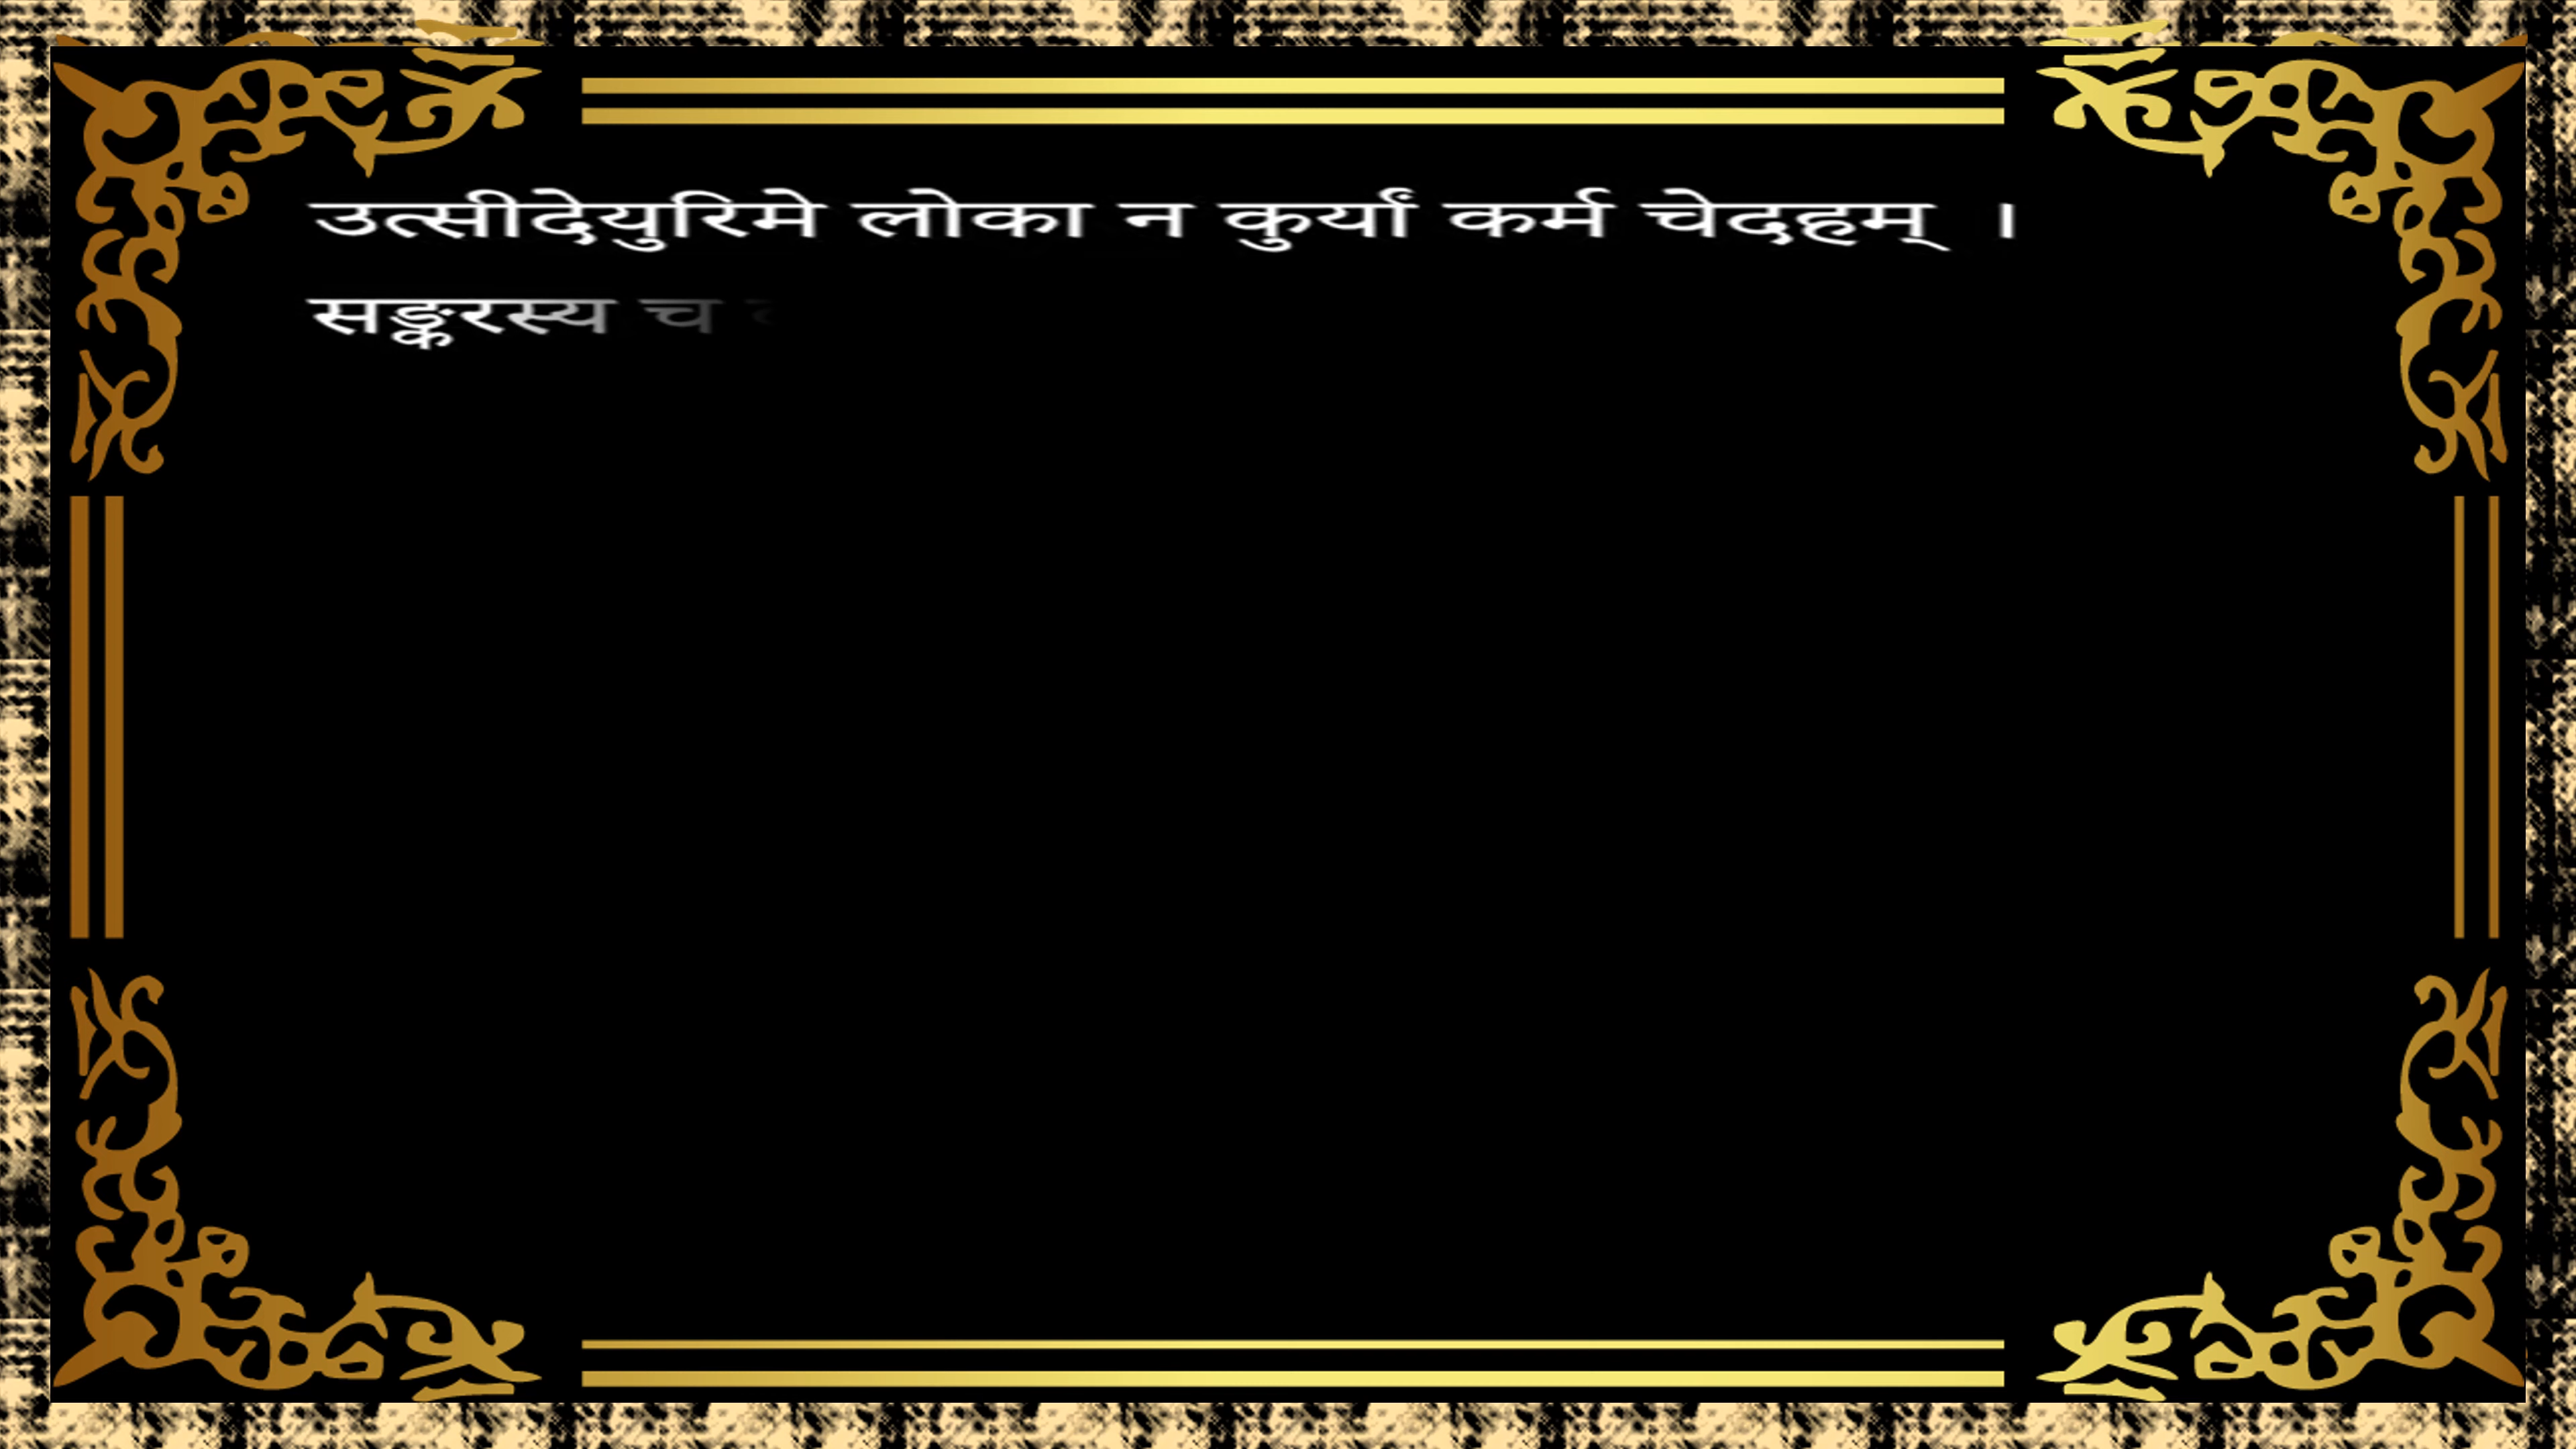 उत्सीदेयुरिमे लोका न कुर्यां कर्म चेदहम् ।
सङ्करस्य च